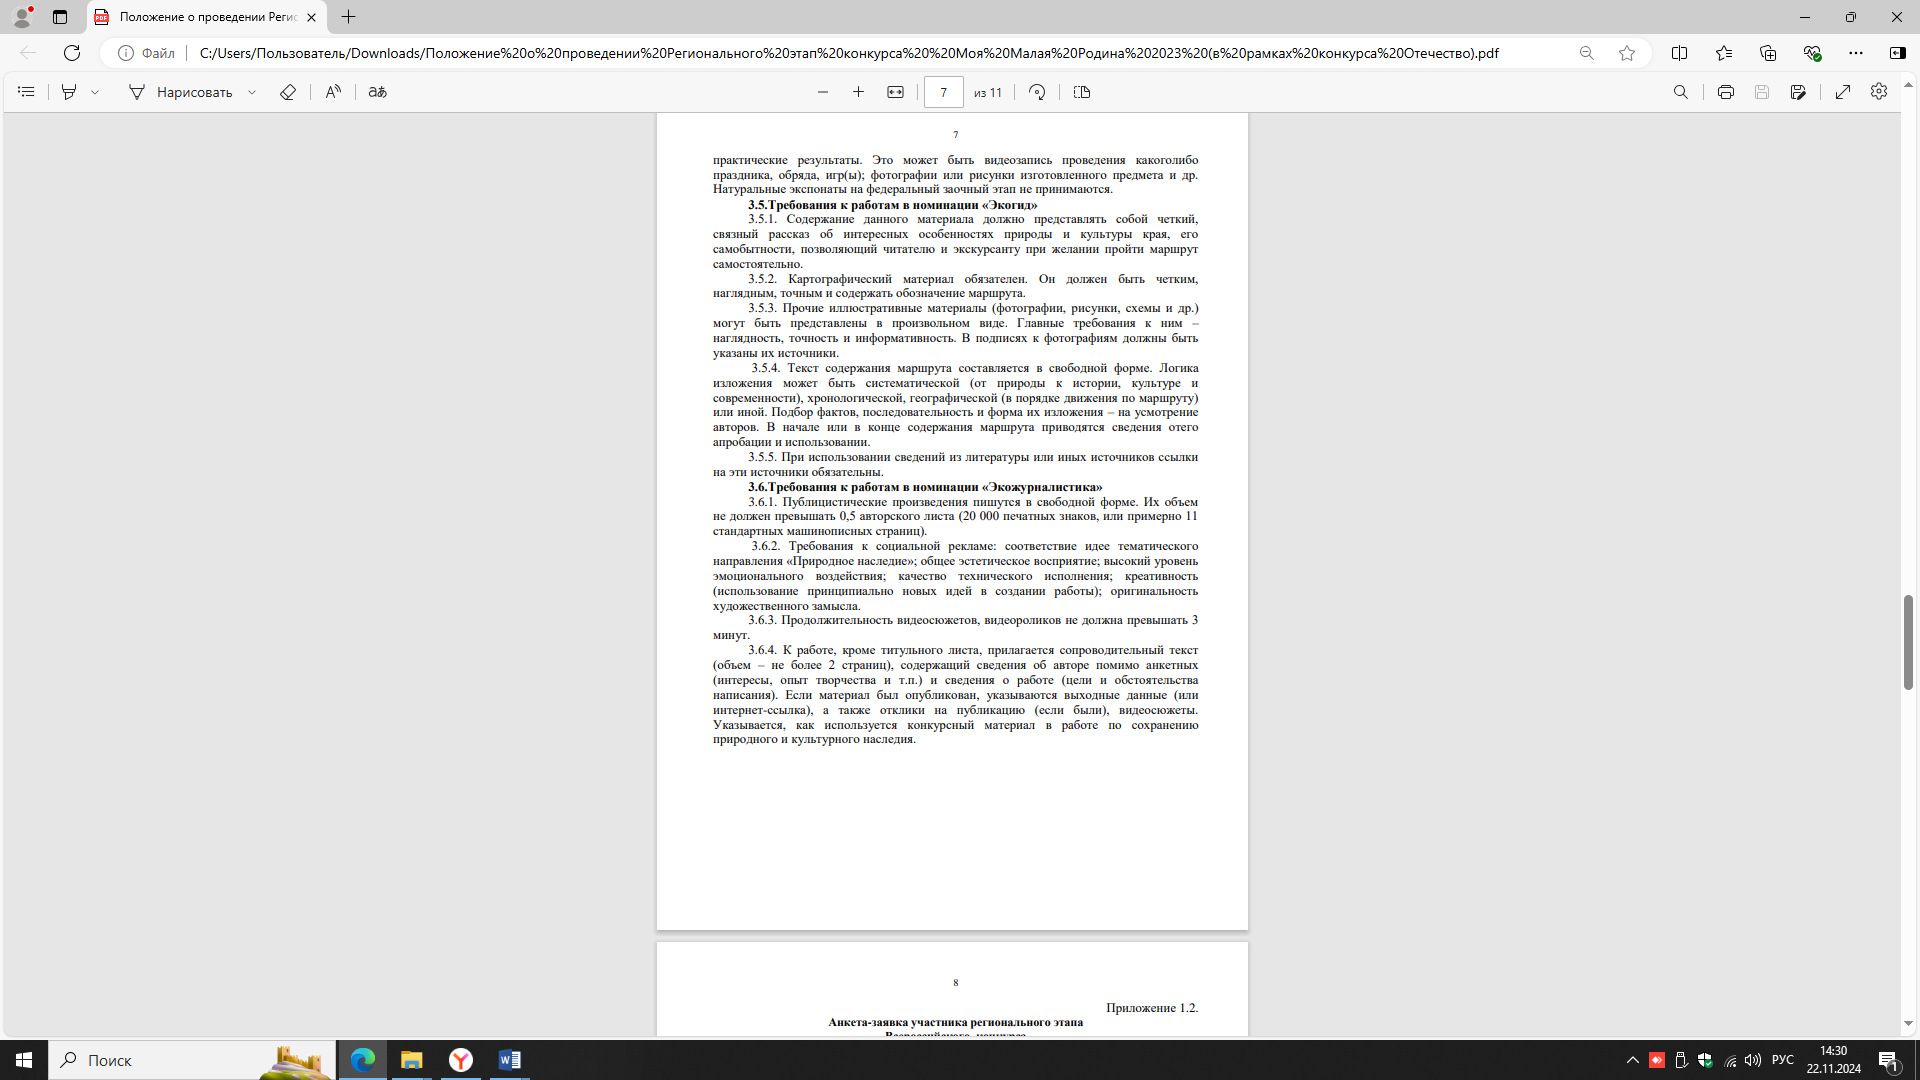 Положение о проведении Реги
Файл
C:/Users/Пользователь/Downloads/Положение%20о%20проведении%20Регионального%20этап%20конкурса%20%20Моя%20Малая%20Родина%202023%20(в%20рамках%20конкурса%20Отечество).pdf
Нарисовать
7 из 11
7
практические результаты. Это может быть видеозапись проведения какоголибо
праздника, обряда, игр(ы); фотографии или рисунки изготовленного предмета и др.
Натуральные экспонаты на федеральный заочный этап не принимаются.
3.5.Требования к работам в номинации «Экогид»
3.5.1. Содержание данного материала должно представлять собой четкий,
связный рассказ об интересных особенностях природы и культуры края, его
самобытности, позволяющий читателю и экскурсанту при желании пройти маршрут
самостоятельно.
3.5.2. Картографический материал обязателен. Он должен быть четким,
наглядным, точным и содержать обозначение маршрута.
3.5.3. Прочие иллюстративные материалы (фотографии, рисунки, схемы и др.)
могут быть представлены в произвольном виде. Главные требования к ним –
наглядность, точность и информативность. В подписях к фотографиям должны быть
указаны их источники.
3.5.4. Текст содержания маршрута составляется в свободной форме. Логика
изложения может быть систематической (от природы к истории, культуре и
современности), хронологической, географической (в порядке движения по маршруту)
или иной. Подбор фактов, последовательность и форма их изложения – на усмотрение
авторов. В начале или в конце содержания маршрута приводятся сведения отего
апробации и использовании.
3.5.5. При использовании сведений из литературы или иных источников ссылки
на эти источники обязательны.
3.6.Требования к работам в номинации «Экожурналистика»
3.6.1. Публицистические произведения пишутся в свободной форме. Их объем
не должен превышать 0,5 авторского листа (20 000 печатных знаков, или примерно 11
стандартных машинописных страниц).
3.6.2. Требования к социальной рекламе: соответствие идее тематического
направления «Природное наследие»; общее эстетическое восприятие; высокий уровень
эмоционального воздействия; качество технического исполнения; креативность
(использование принципиально новых идей в создании работы); оригинальность
художественного замысла.
3.6.3. Продолжительность видеосюжетов, видеороликов не должна превышать 3
минут.
3.6.4. К работе, кроме титульного листа, прилагается сопроводительный текст
(объем – не более 2 страниц), содержащий сведения об авторе помимо анкетных
(интересы, опыт творчества и т.п.) и сведения о работе (цели и обстоятельства
написания). Если материал был опубликован, указываются выходные данные (или
интернет-ссылка), а также отклики на публикацию (если были), видеосюжеты.
Указывается, как используется конкурсный материал в работе по сохранению
природного и культурного наследия.
8
Приложение 1.2.
Анкета-заявка участника регионального этапа
Всероссийского конкурса
Поиск
РУС
14:30
22.11.2024
1